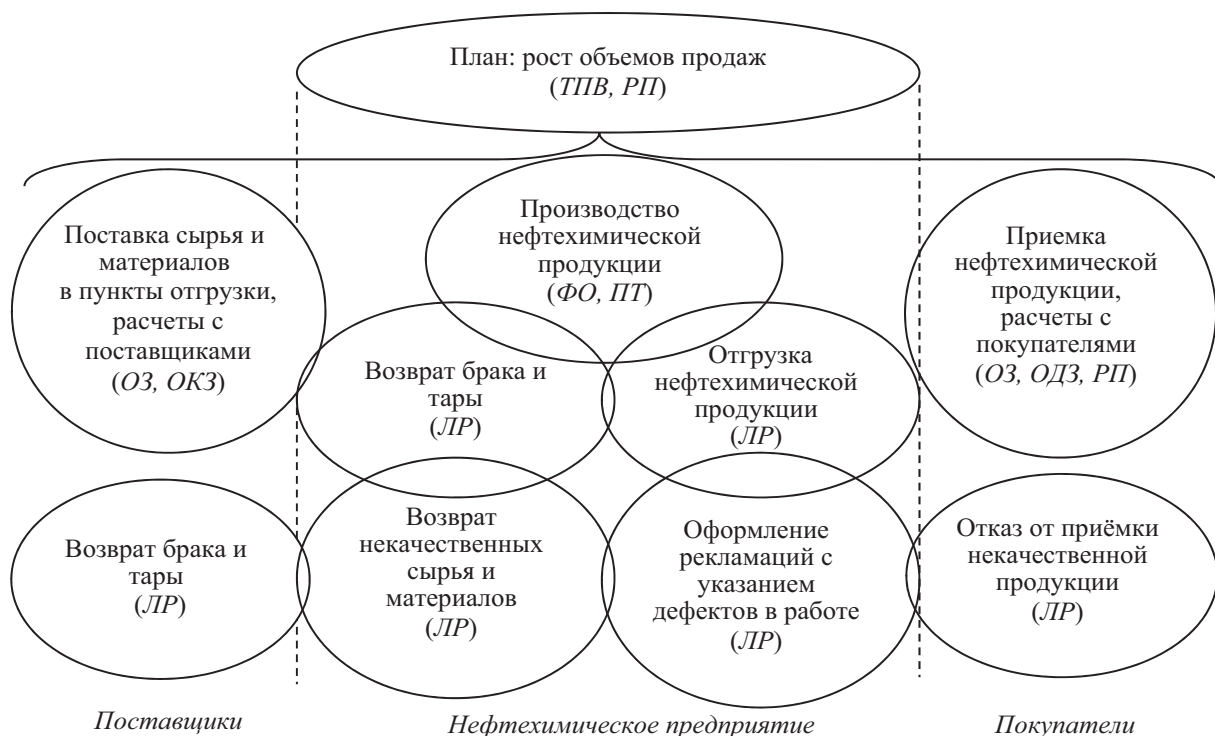 План: рост объемов продаж
(ТПВ, РП)
Поставка сырья и
материалов
в пункты отгрузки,
расчеты с
поставщиками
(ОЗ, ОКЗ)
Производство
нефтехимической
продукции
(ФО, ПТ)
Приемка
нефтехимической
продукции,
расчеты с
покупателями
(ОЗ, ОДЗ, РП)
Возврат брака и
тары
(ЛР)
Отгрузка
нефтехимической
продукции
(ЛР)
Возврат брака и
тары
(ЛР)
Возврат
некачественных
сырья и
материалов
(ЛР)
Оформление
рекламаций с
указанием
дефектов в работе
(ЛР)
Отказ от приёмки
некачественной
продукции
(ЛР)
Поставщики
Нефтехимическое предприятие
Покупатели